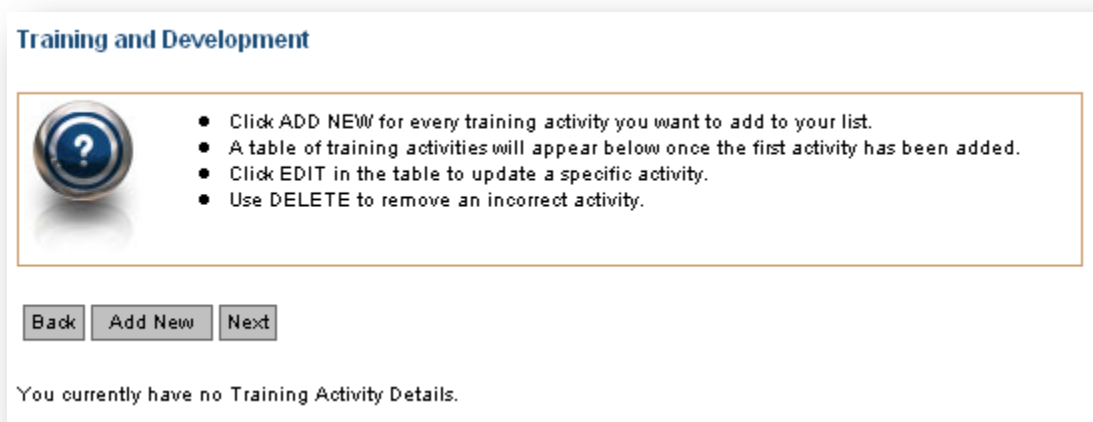 Training and Development
?
• Click ADD NEW for every training activity you want to add to your list.
• A table of training activities will appear below once the first activity has been added.
• Click EDIT in the table to update a specific activity.
• Use DELETE to remove an incorrect activity.
Back Add New Next
You currently have no Training Activity Details.